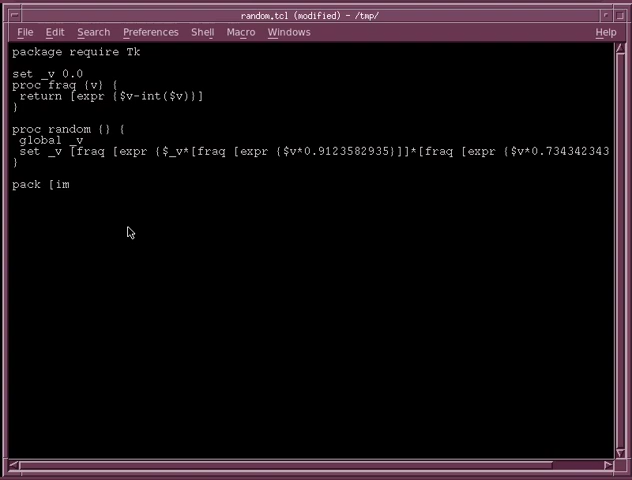 random.tcl (modified) - /tmp/
File Edit Search Preferences Shell Macro Windows Help
package require Tk
set _v 0.0
proc fraq {v} {
return [expr {$v-int($v)}]
}
proc random {} {
global _v
set _v [fraq [expr {$_v*[fraq [expr {$v*0.9123582935}]]*[fraq [expr {$v*0.734342343
}
pack [im